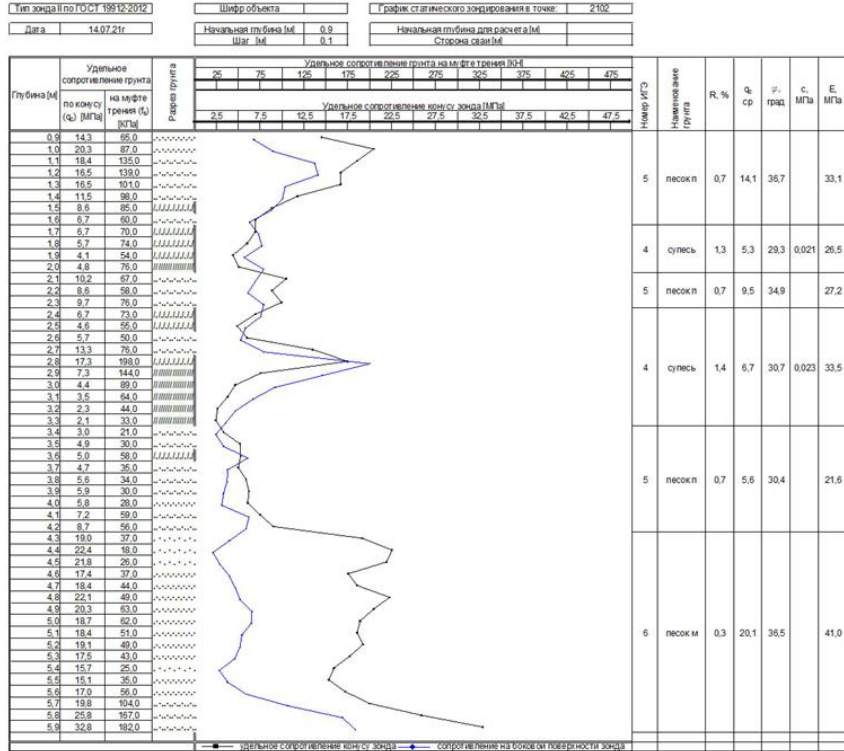 Тип зонда II по ГОСТ 19912-2012 Шифр объекта График статического зондирования в точке: 2102
Дата 14.07.21г Начальная глубина [м] 0,9 Начальная глубина для расчета [м]
Шаг [м] 0,1 Сторона сваи [м]
Глубина [м] Удельное сопротивление грунта Разрез грунта Удельное сопротивление грунта на муфте трения [КН] Номер ИГЭ Наименование грунта R, % qc ср φ, град c, МПа E, МПа
25 75 125 175 225 275 325 375 425 475
по конусу (qc) [МПа] на муфте трения (fs) [КПа] Удельное сопротивление конусу зонда [МПа]
2,5 7,5 12,5 17,5 22,5 27,5 32,5 37,5 42,5 47,5
0,9 14,3 65,0
1,0 20,3 87,0
1,1 18,4 135,0
1,2 16,5 139,0
1,3 16,5 101,0 5 песок п 0,7 14,1 36,7 33,1
1,4 11,5 98,0
1,5 8,6 85,0
1,6 6,7 60,0
1,7 6,7 70,0
1,8 5,7 74,0 4 супесь 1,3 5,3 29,3 0,021 26,5
1,9 4,1 54,0
2,0 4,8 76,0
2,1 10,2 67,0
2,2 8,6 58,0 5 песок п 0,7 9,5 34,9 27,2
2,3 9,7 76,0
2,4 6,7 73,0
2,5 4,6 55,0
2,6 5,7 50,0
2,7 13,3 76,0
2,8 17,3 198,0 4 супесь 1,4 6,7 30,7 0,023 33,5
2,9 7,3 144,0
3,0 4,4 89,0
3,1 3,5 64,0
3,2 2,3 44,0
3,3 2,1 33,0
3,4 3,0 21,0
3,5 4,9 30,0
3,6 5,0 58,0
3,7 4,7 35,0 5 песок п 0,7 5,6 30,4 21,6
3,8 5,6 34,0
3,9 5,9 30,0
4,0 5,8 28,0
4,1 7,2 59,0
4,2 8,7 56,0
4,3 19,0 37,0
4,4 22,4 18,0
4,5 21,8 26,0
4,6 17,4 37,0
4,7 18,4 44,0
4,8 22,1 49,0
4,9 20,3 63,0
5,0 18,7 62,0
5,1 18,4 51,0 6 песок м 0,3 20,1 36,5 41,0
5,2 19,1 49,0
5,3 17,5 43,0
5,4 15,7 25,0
5,5 15,1 35,0
5,6 17,0 56,0
5,7 19,8 104,0
5,8 25,8 167,0
5,9 32,8 182,0
удельное сопротивление конусу зонда сопротивление на боковой поверхности зонда